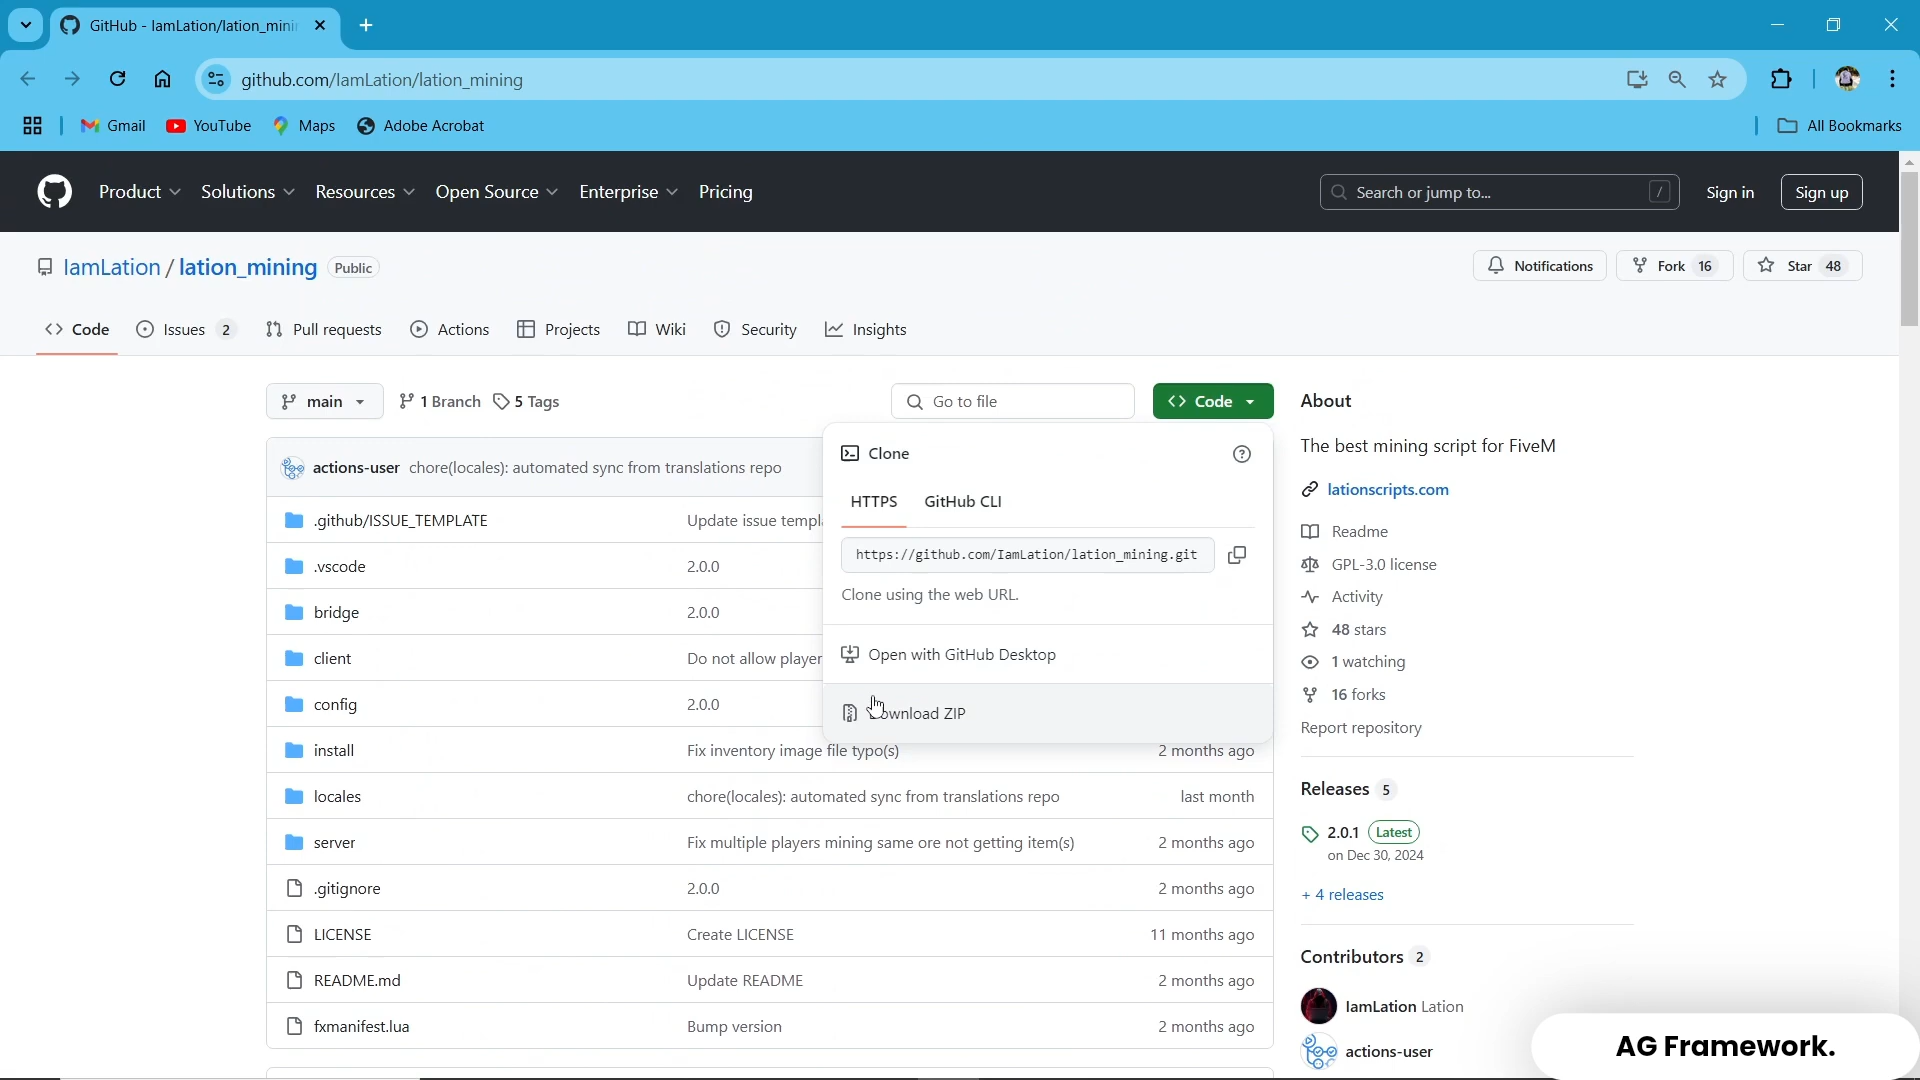 GitHub - IamLation/lation_minin
github.com/IamLation/lation_mining
Gmail
YouTube
Maps
Adobe Acrobat
All Bookmarks
Product
Solutions
Resources
Open Source
Enterprise
Pricing
Search or jump to...
/
Sign in
Sign up
IamLation / lation_mining
Public
Notifications
Fork 16
Star 48
Code
Issues 2
Pull requests
Actions
Projects
Wiki
Security
Insights
main
1 Branch
5 Tags
Go to file
Code
About
The best mining script for FiveM
lationscripts.com
Readme
GPL-3.0 license
Activity
48 stars
1 watching
16 forks
Report repository
Releases 5
2.0.1 Latest
on Dec 30, 2024
+ 4 releases
Contributors 2
IamLation Lation
actions-user
Clone
HTTPS
GitHub CLI
https://github.com/IamLation/lation_mining.git
Clone using the web URL.
Open with GitHub Desktop
Download ZIP
actions-user chore(locales): automated sync from translations repo
.github/ISSUE_TEMPLATE Update issue templa
.vscode 2.0.0
bridge 2.0.0
client Do not allow player
config 2.0.0
install Fix inventory image file typo(s) 2 months ago
locales chore(locales): automated sync from translations repo last month
server Fix multiple players mining same ore not getting item(s) 2 months ago
.gitignore 2.0.0 2 months ago
LICENSE Create LICENSE 11 months ago
README.md Update README 2 months ago
fxmanifest.lua Bump version 2 months ago
AG Framework.